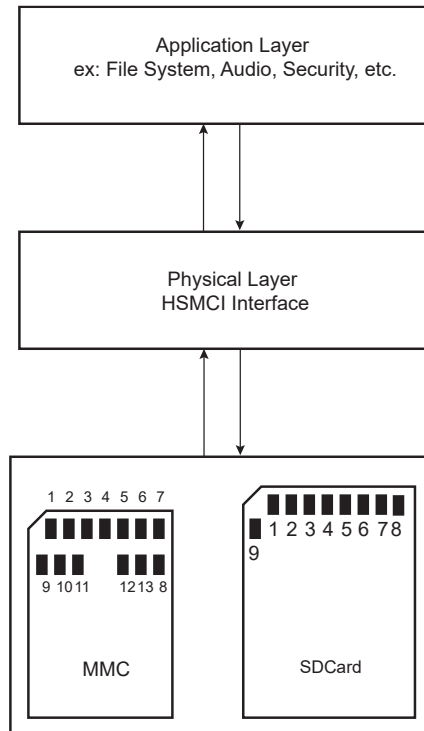 Application Layer
ex: File System, Audio, Security, etc.
Physical Layer
HSMCI Interface
1 2 3 4 5 6 7
9 10 11 12 13 8
MMC
1 2 3 4 5 6 7 8
9
SDCard